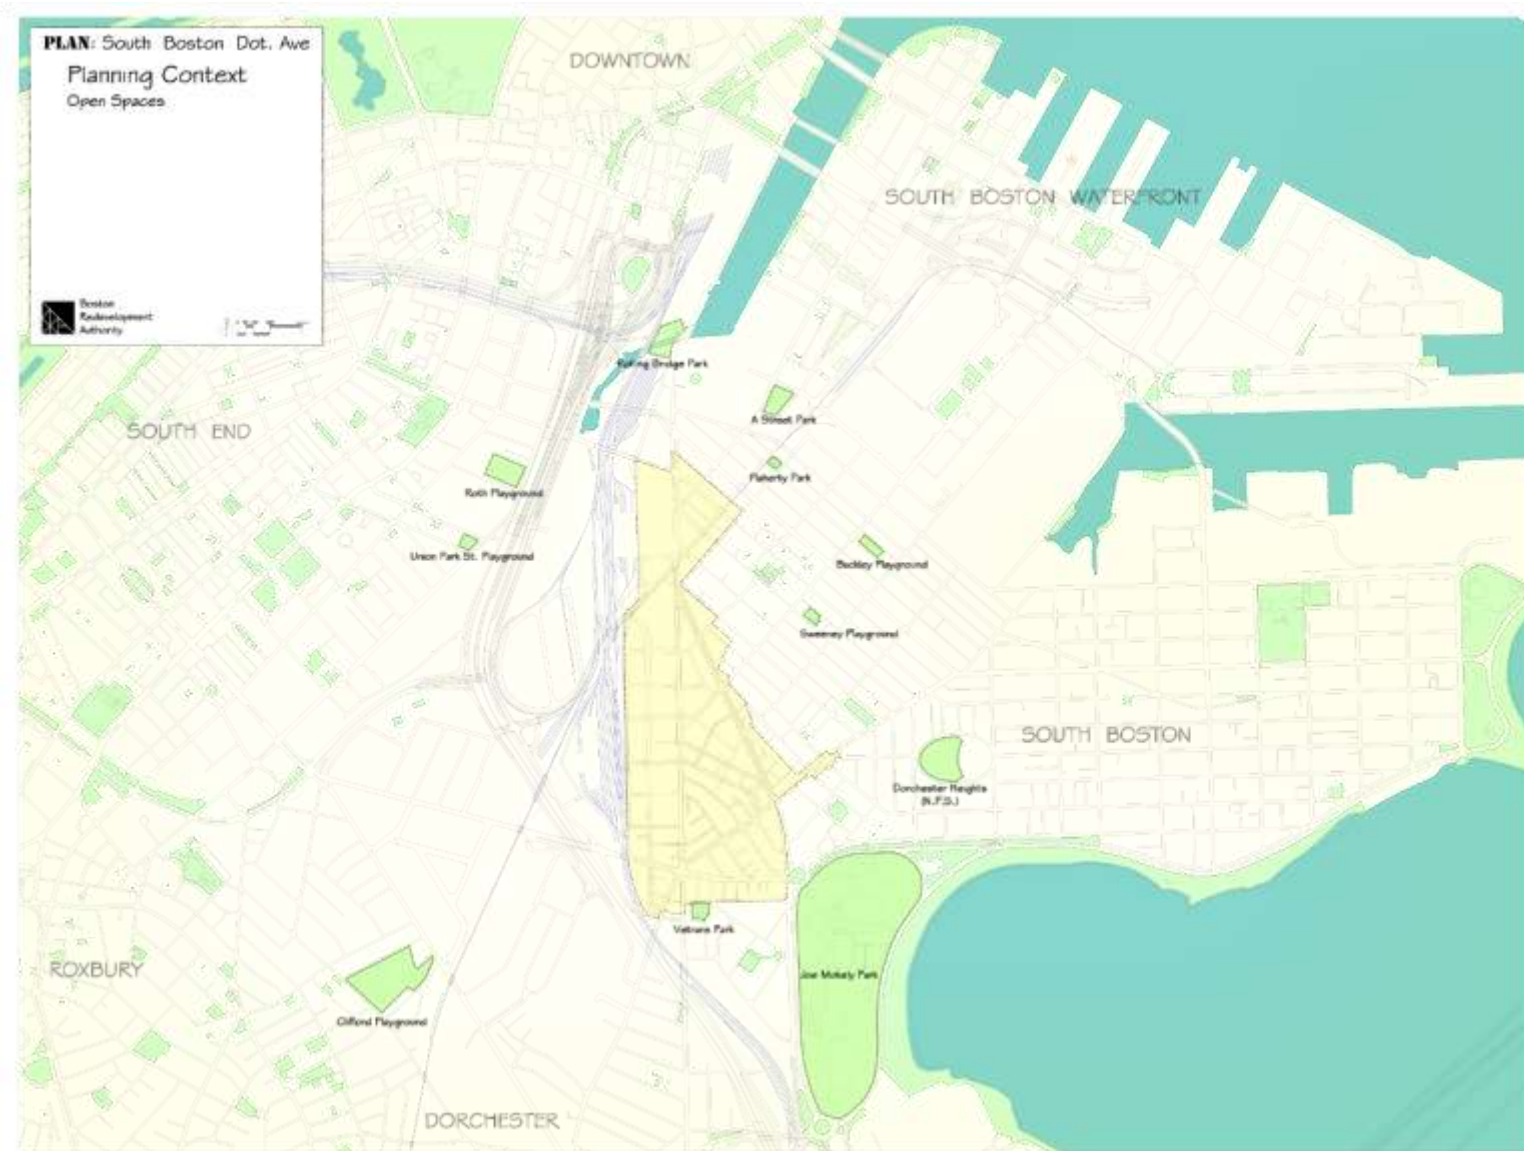 PLAN: South Boston Dot. Ave
Planning Context
Open Spaces
Boston
Redevelopment
Authority
DOWNTOWN
SOUTH BOSTON WATERFRONT
Rolling Bridge Park
A Street Park
SOUTH END
Flaherty Park
Roth Playground
Union Park St. Playground
Buckley Playground
Sweeney Playground
SOUTH BOSTON
Dorchester Heights
(N.P.S.)
Vietnam Park
ROXBURY
Joe Moakely Park
Clifford Playground
DORCHESTER